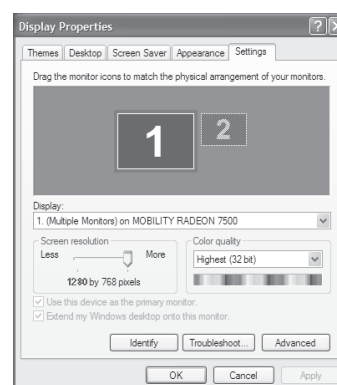 Display Properties
Themes Desktop Screen Saver Appearance Settings
Drag the monitor icons to match the physical arrangement of your monitors.
1 2
Display:
1. (Multiple Monitors) on MOBILITY RADEON 7500
Screen resolution Color quality
Less More Highest (32 bit)
1280 by 768 pixels
Use this device as the primary monitor.
Extend my Windows desktop onto this monitor.
Identify Troubleshoot... Advanced
OK Cancel Apply